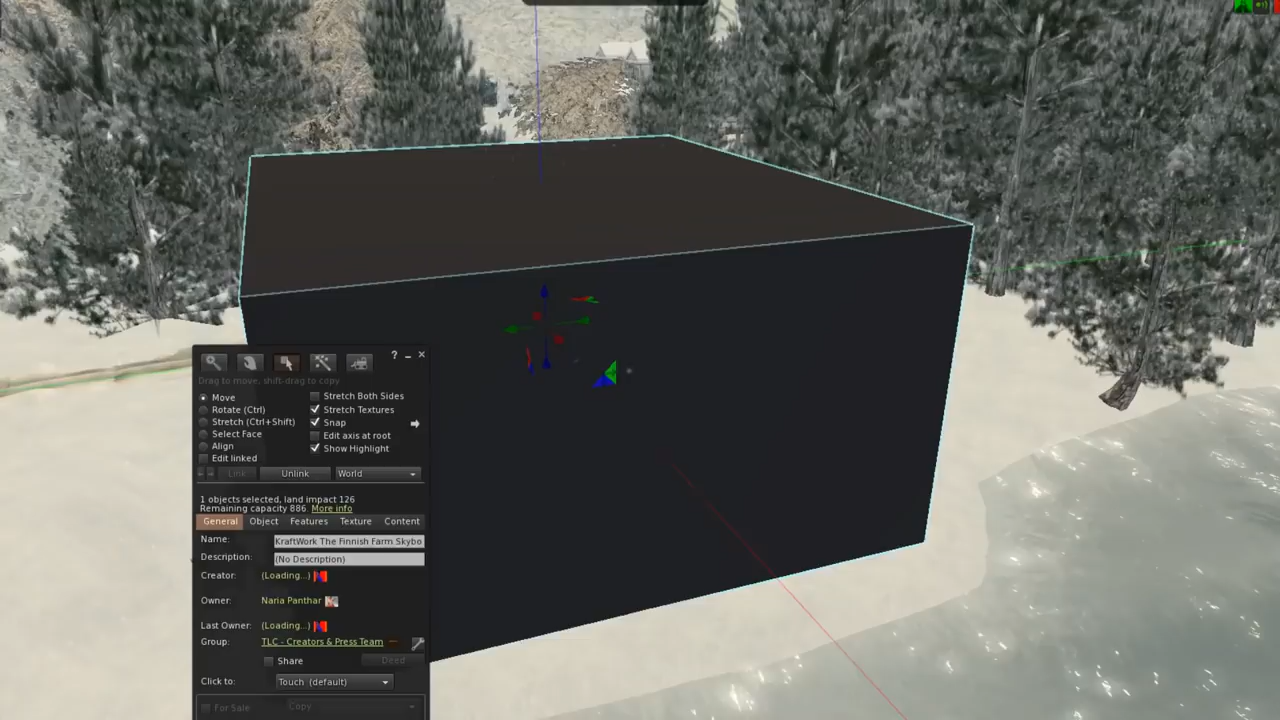 ?
Drag to move, shift-drag to copy
Move
Rotate (Ctrl)
Stretch (Ctrl+Shift)
Select Face
Align
Edit linked
Stretch Both Sides
Stretch Textures
Snap
Edit axis at root
Show Highlight
Link
Unlink
World
1 objects selected, land impact 126
Remaining capacity 886. More info
General Object Features Texture Content
Name: KraftWork The Finnish Farm Skybo
Description: (No Description)
Creator: (Loading...)
Owner: Naria Panthar
Last Owner: (Loading...)
Group: TLC - Creators & Press Team
Share Deed
Click to: Touch (default)
For Sale Copy